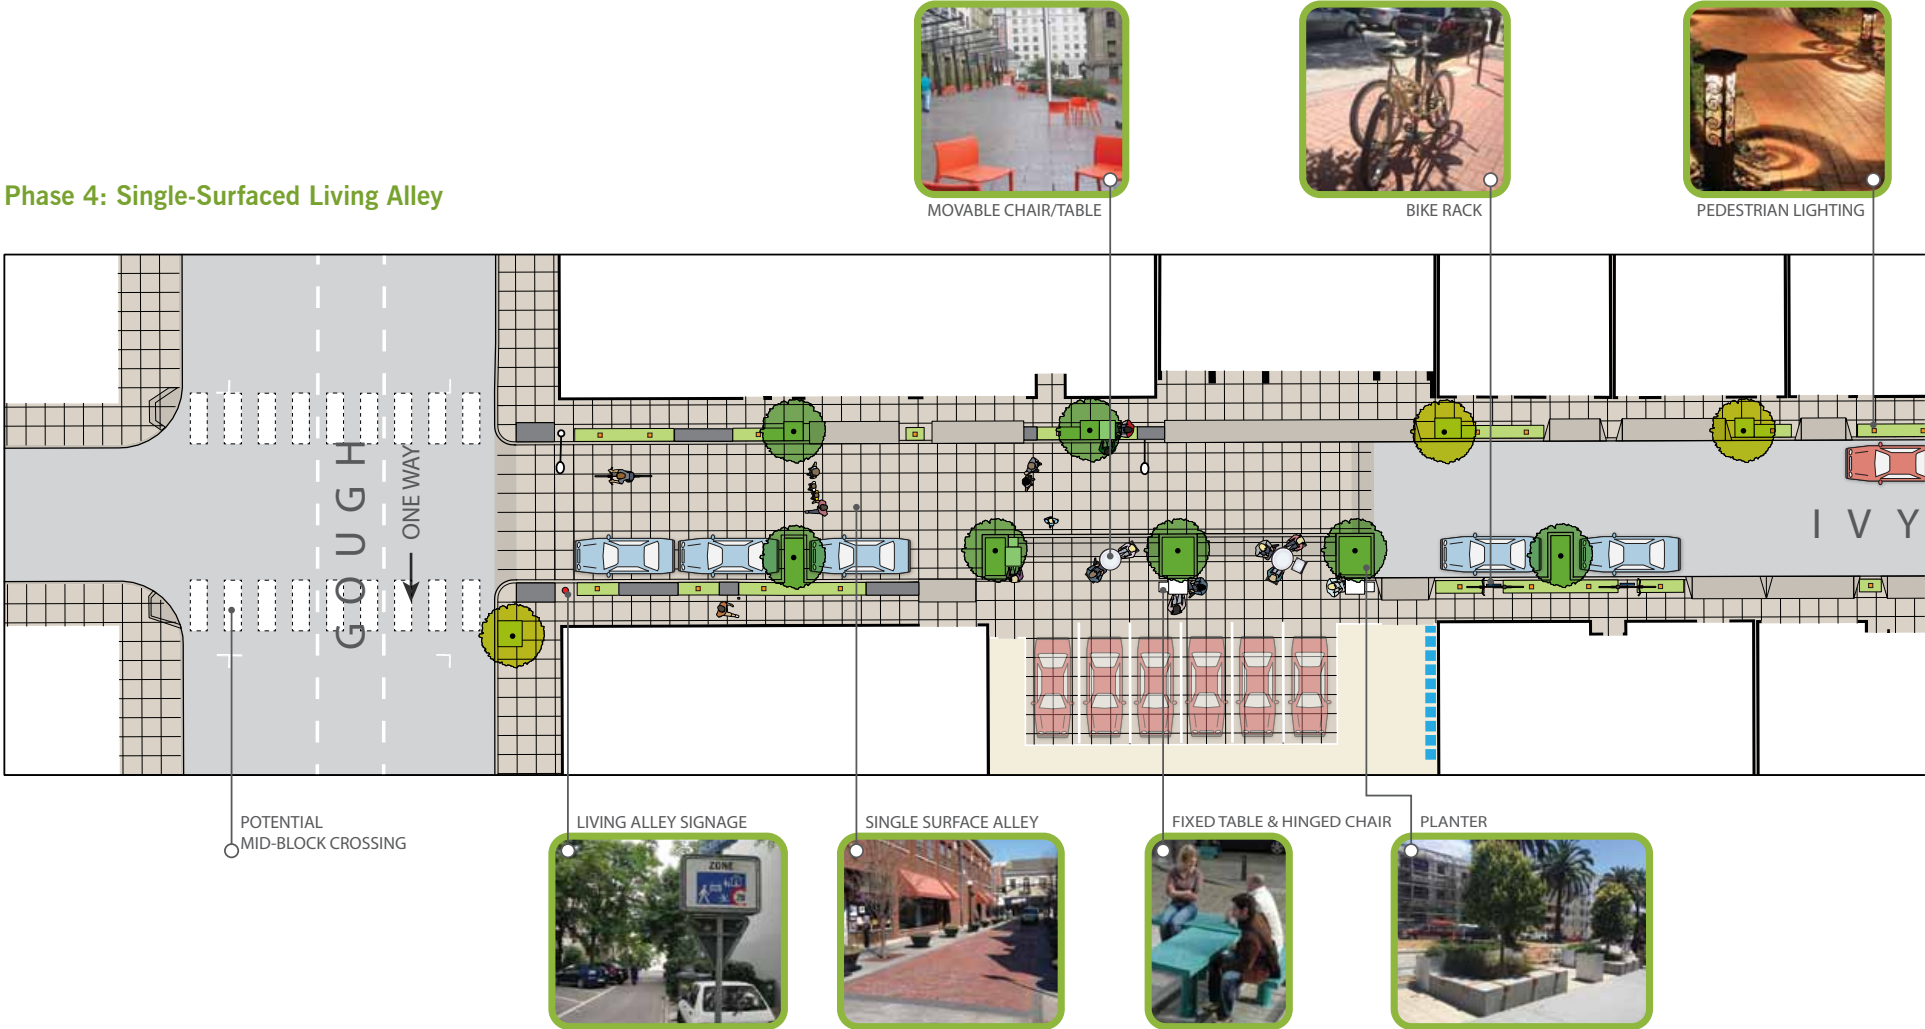 MOVABLE CHAIR/TABLE
BIKE RACK
PEDESTRIAN LIGHTING
Phase 4: Single-Surfaced Living Alley
GOUGH
ONE WAY
IVY
POTENTIAL
MID-BLOCK CROSSING
LIVING ALLEY SIGNAGE
SINGLE SURFACE ALLEY
FIXED TABLE & HINGED CHAIR
PLANTER
ZONE